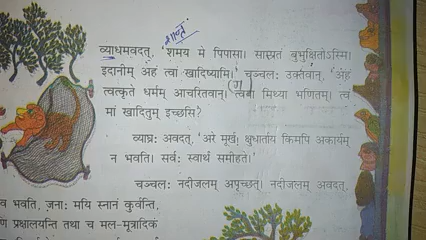 शान्त
व्याधमवदत्, 'शमय मे पिपासा। साम्प्रतं बुभुक्षितोऽस्मि।
इदानीम् अहं त्वां खादिष्यामि।' चञ्चलः उक्तवान्, 'अहं
त्वत्कृते धर्मम् आचरितवान्। त्वया मिथ्या भणितम्। त्वं
मां खादितुम् इच्छसि?
व्याघ्रः अवदत्, 'अरे मूर्ख! क्षुधार्ताय किमपि अकार्यम्
न भवति। सर्वः स्वार्थं समीहते।'
चञ्चलः नदीजलम् अपृच्छत्। नदीजलम् अवदत्,
व भवति, जनाः मयि स्नानं कुर्वन्ति,
णि प्रक्षालयन्ति तथा च मल-मूत्रादिकं